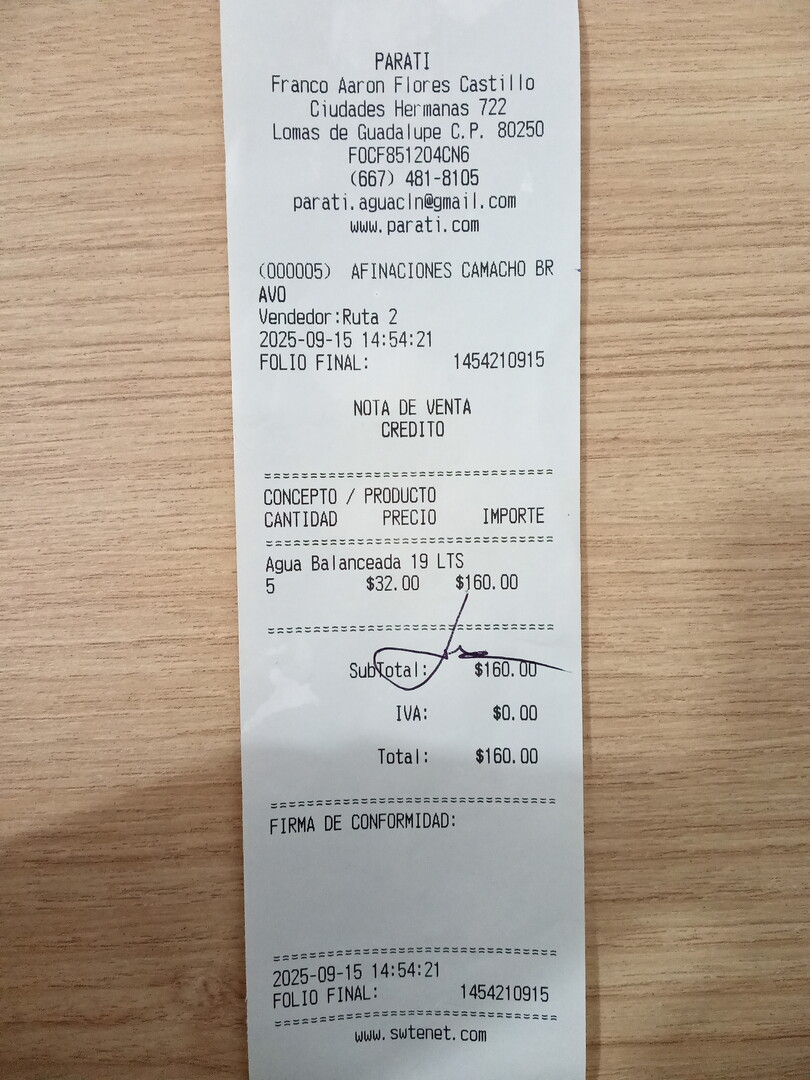 PARATI
Franco Aaron Flores Castillo
Ciudades Hermanas 722
Lomas de Guadalupe C.P. 80250
FOCF851204CN6
(667) 481-8105
parati.aguacln@gmail.com
www.parati.com
(000005) AFINACIONES CAMACHO BR
AVO
Vendedor:Ruta 2
2025-09-15 14:54:21
FOLIO FINAL: 1454210915
NOTA DE VENTA
CREDITO
==============================
CONCEPTO / PRODUCTO
CANTIDAD PRECIO IMPORTE
==============================
Agua Balanceada 19 LTS
5 $32.00 $160.00
==============================
SubTotal: $160.00
IVA: $0.00
Total: $160.00
==============================
FIRMA DE CONFORMIDAD:
==============================
2025-09-15 14:54:21
FOLIO FINAL: 1454210915
==============================
www.swtenet.com